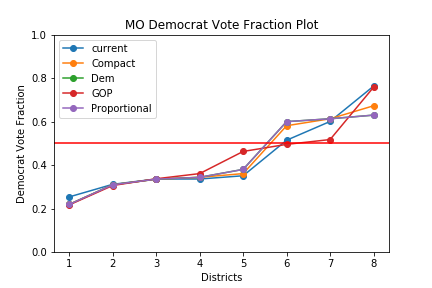 MO Democrat Vote Fraction Plot
1.0
0.8
0.6
0.4
0.2
0.0
Democrat Vote Fraction
current
Compact
Dem
GOP
Proportional
1 2 3 4 5 6 7 8
Districts